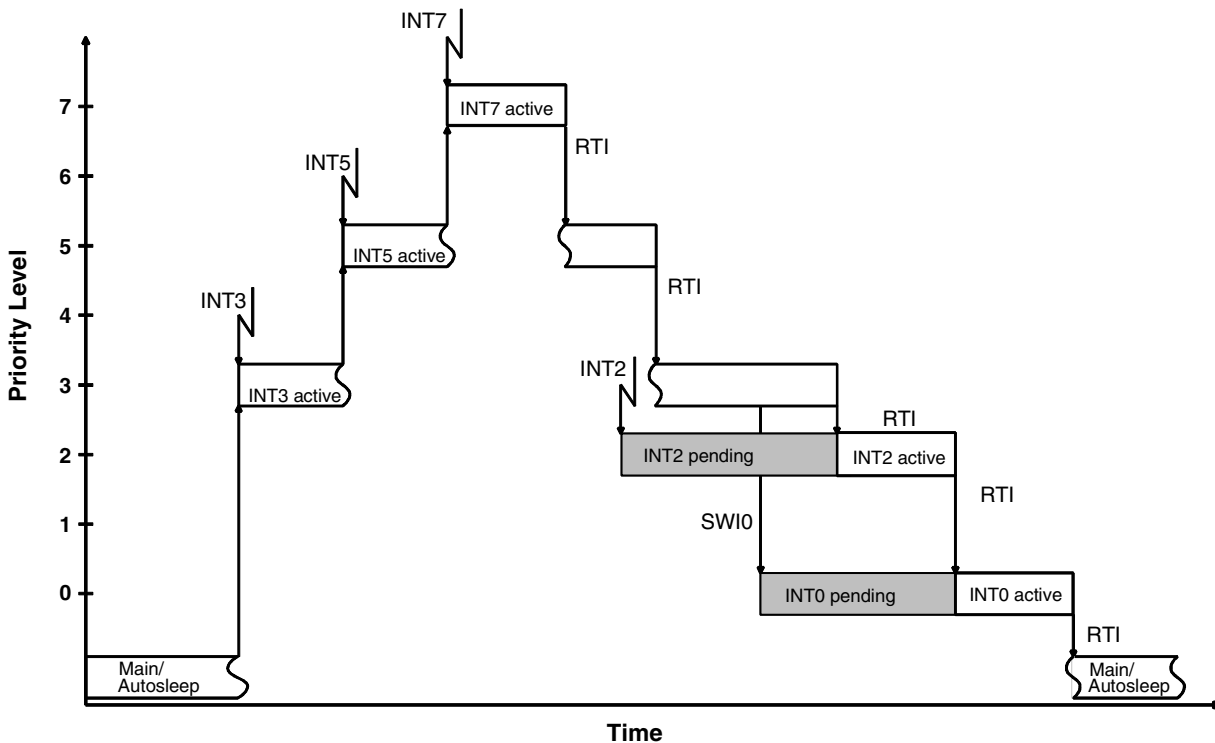 INT7
7
INT7 active
RTI
INT5
6
5
INT5 active
RTI
INT3
4
INT2
3
INT3 active
RTI
2
INT2 pending
INT2 active
RTI
1
SWI0
0
INT0 pending
INT0 active
RTI
Main/
Autosleep
Main/
Autosleep
Priority Level
Time